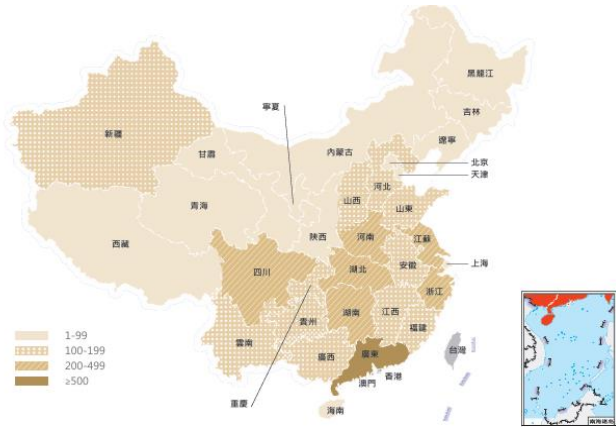 黑龍江
吉林
遼寧
內蒙古
新疆
甘肅
寧夏
北京
天津
河北
山西
山東
青海
陝西
河南
江蘇
西藏
四川
湖北
安徽
上海
浙江
湖南
江西
貴州
福建
雲南
廣西
廣東
台灣
香港
澳門
重慶
海南
1-99
100-199
200-499
≥500
南海諸島